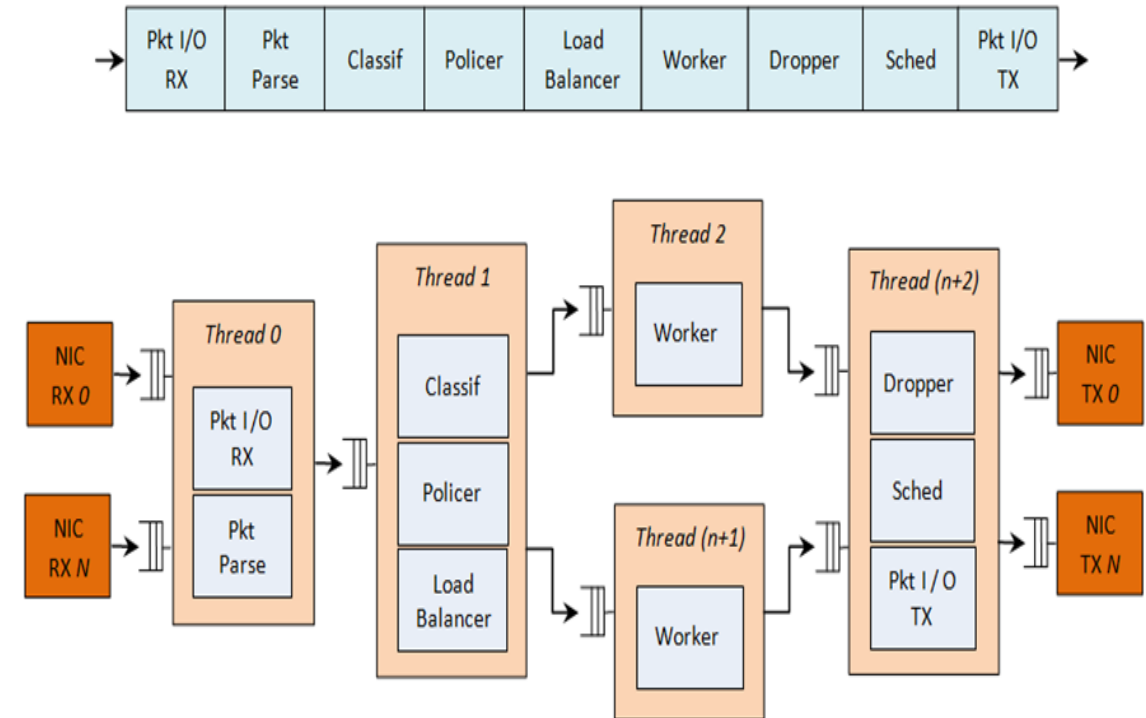 Pkt I/O
RX
Pkt
Parse
Classif
Policer
Load
Balancer
Worker
Dropper
Sched
Pkt I/O
TX
NIC
RX 0
NIC
RX N
Thread 0
Pkt I/O
RX
Pkt
Parse
Thread 1
Classif
Policer
Load
Balancer
Thread 2
Worker
Thread (n+1)
Worker
Thread (n+2)
Dropper
Sched
Pkt I/O
TX
NIC
TX 0
NIC
TX N